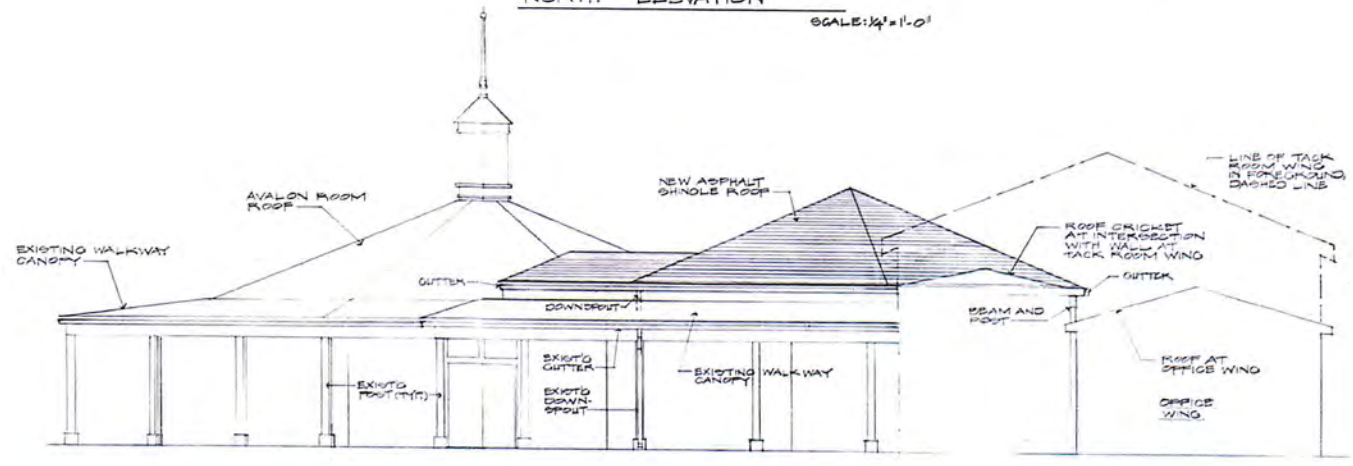 NORTH ELEVATION
SCALE: 1/4" = 1'-0"
LINE OF TACK
ROOM WING
IN FOREGROUND,
DASHED LINE
NEW ASPHALT
SHINGLE ROOF
AVALON ROOM
ROOF
ROOF CRICKET
AT INTERSECTION
WITH WALL AT
TACK ROOM WING
EXISTING WALKWAY
CANOPY
GUTTER
GUTTER
DOWNSPOUT
BEAM AND
POST
EXIST'G
GUTTER
EXISTING WALKWAY
CANOPY
ROOF AT
OFFICE WING
EXIST'G
POST (TYP.)
EXIST'G
DOWN-
SPOUT
OFFICE
WING